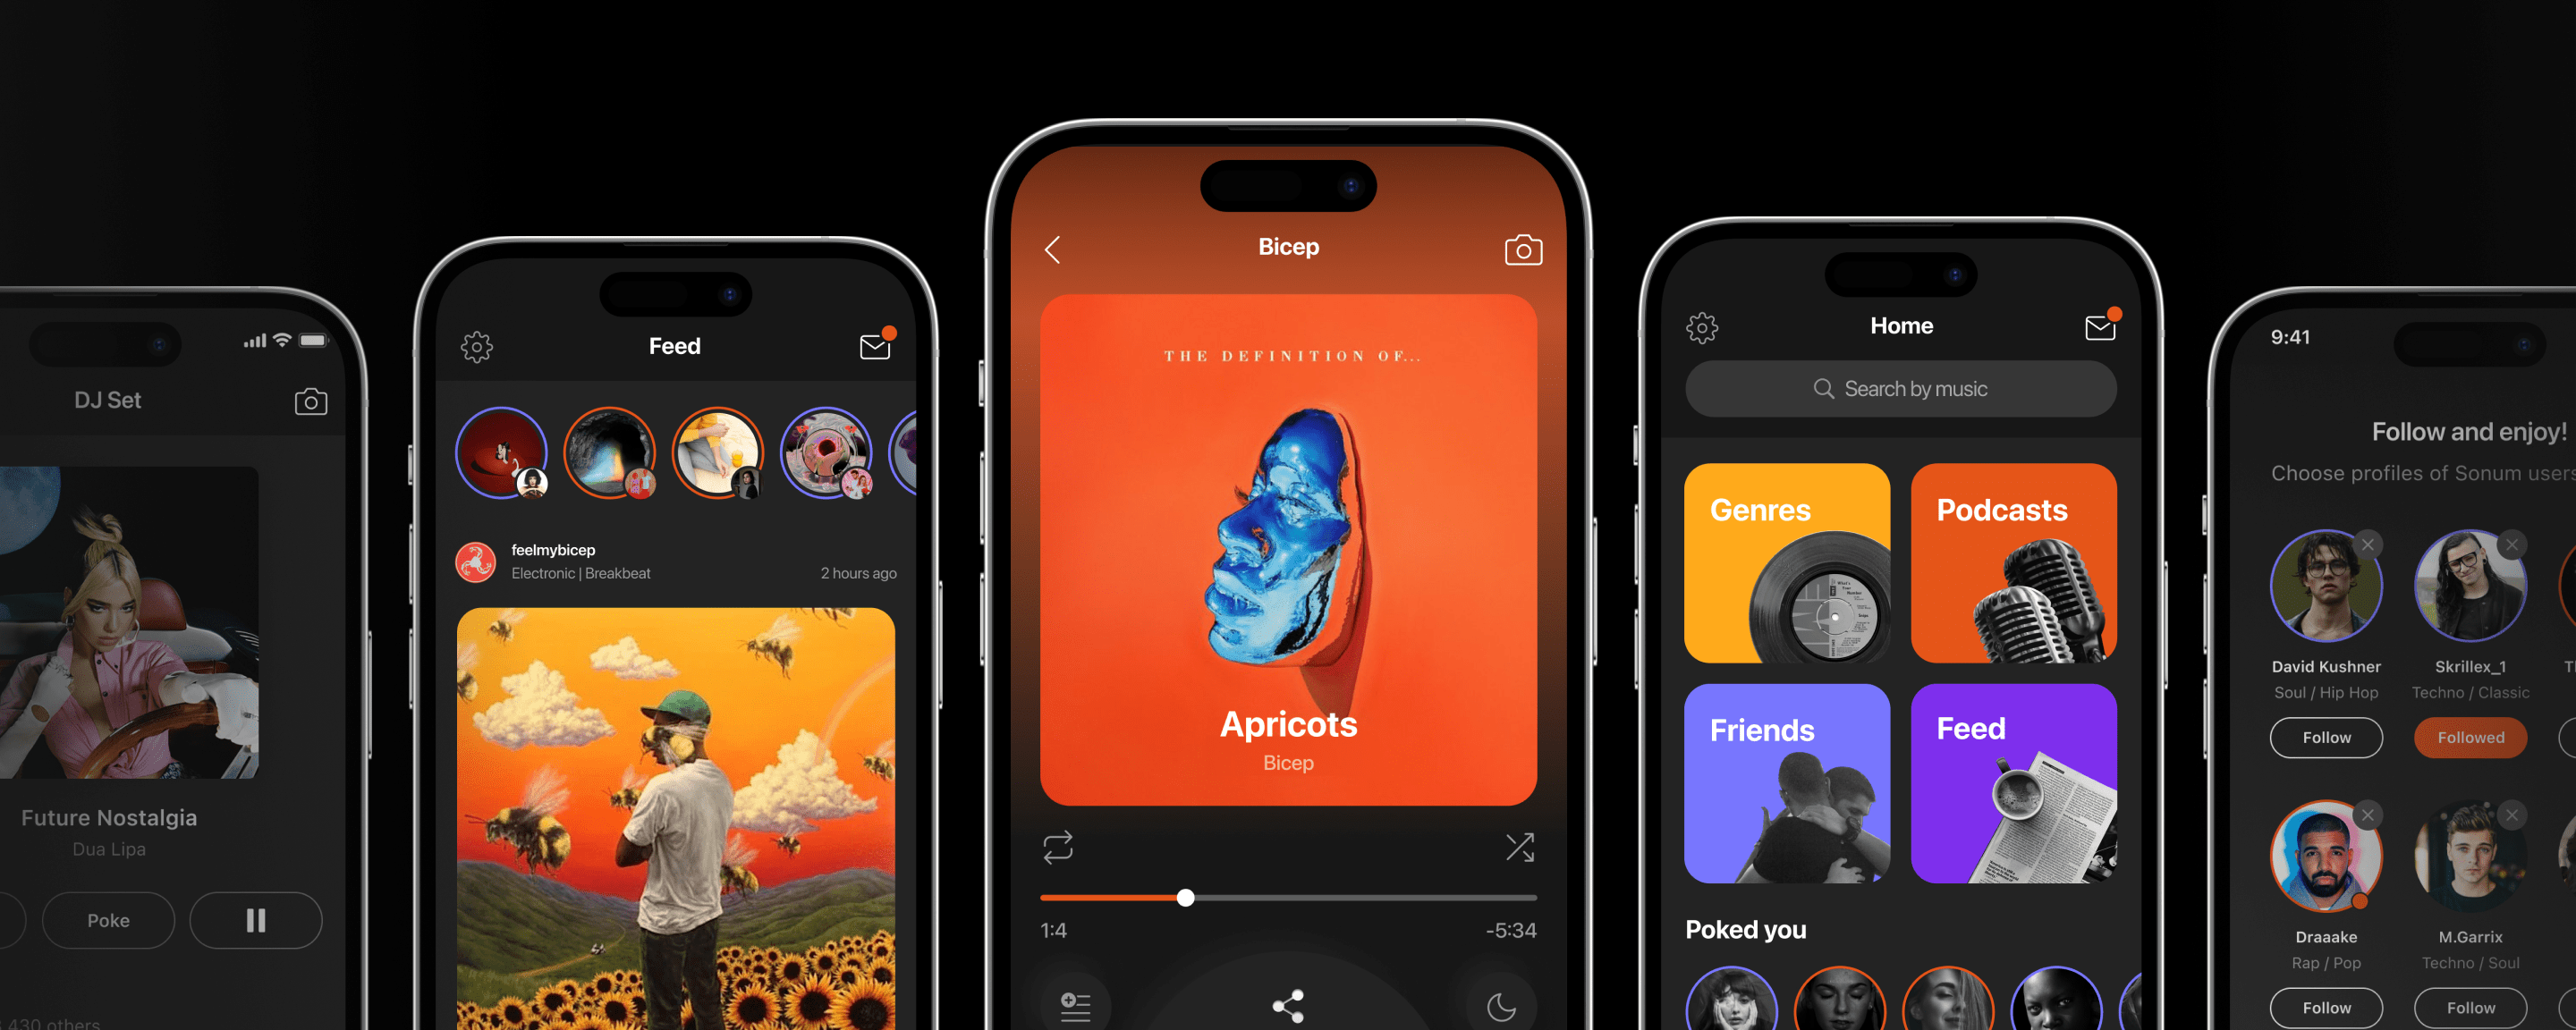 DJ Set
Future Nostalgia
Dua Lipa
Poke
430 others
Feed
feelmybicep
Electronic | Breakbeat
2 hours ago
Bicep
THE DEFINITION OF...
Apricots
Bicep
1:4
-5:34
Home
Search by music
Genres
Podcasts
Friends
Feed
Poked you
9:41
Follow and enjoy!
Choose profiles of Sonum users
David Kushner
Soul / Hip Hop
Follow
Skrillex_1
Techno / Classic
Followed
Draaake
Rap / Pop
Follow
M.Garrix
Techno / Soul
Follow